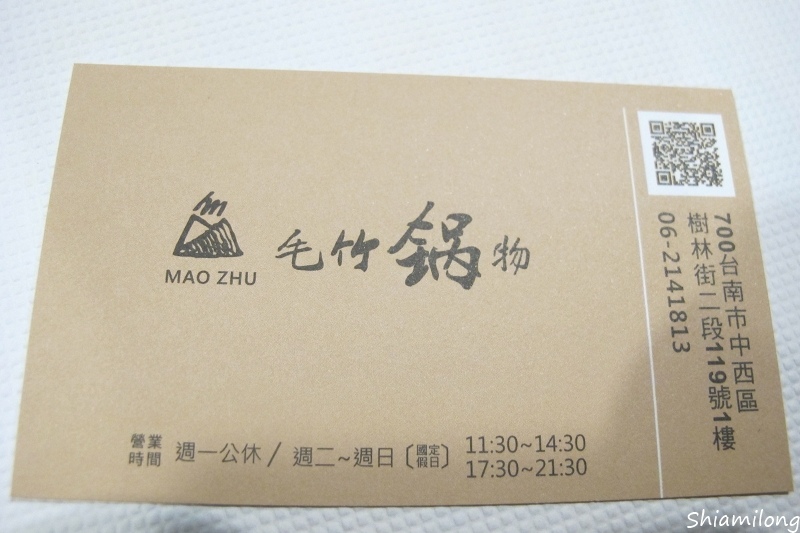 毛竹鍋物
MAO ZHU
營業時間
週一公休 / 週二~週日〔國定假日〕
11:30~14:30
17:30~21:30
700台南市中西區
樹林街二段119號1樓
06-2141813
Shiamilong